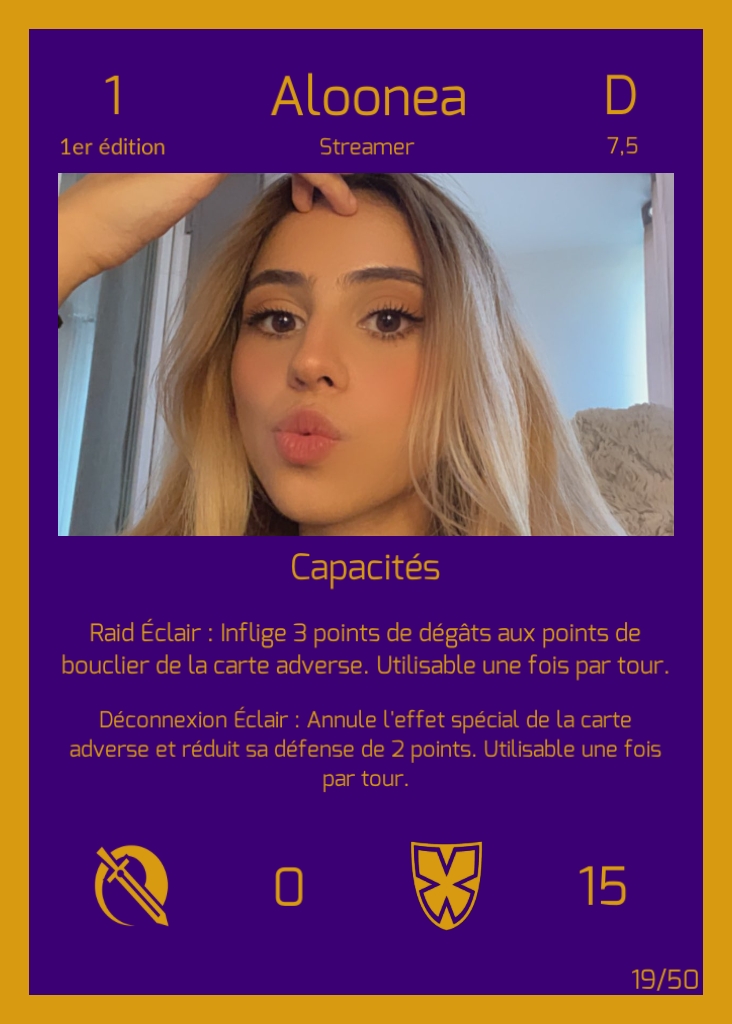 1 Aloonea D
1er édition Streamer 7,5
Capacités
Raid Éclair : Inflige 3 points de dégâts aux points de
bouclier de la carte adverse. Utilisable une fois par tour.
Déconnexion Éclair : Annule l'effet spécial de la carte
adverse et réduit sa défense de 2 points. Utilisable une fois
par tour.
0 15
19/50